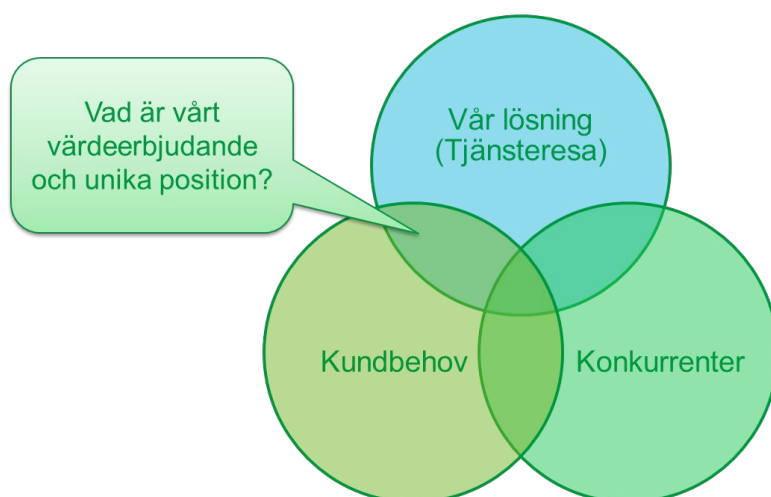 Vad är vårt
värdeerbjudande
och unika position?
Vår lösning
(Tjänsteresa)
Kundbehov
Konkurrenter